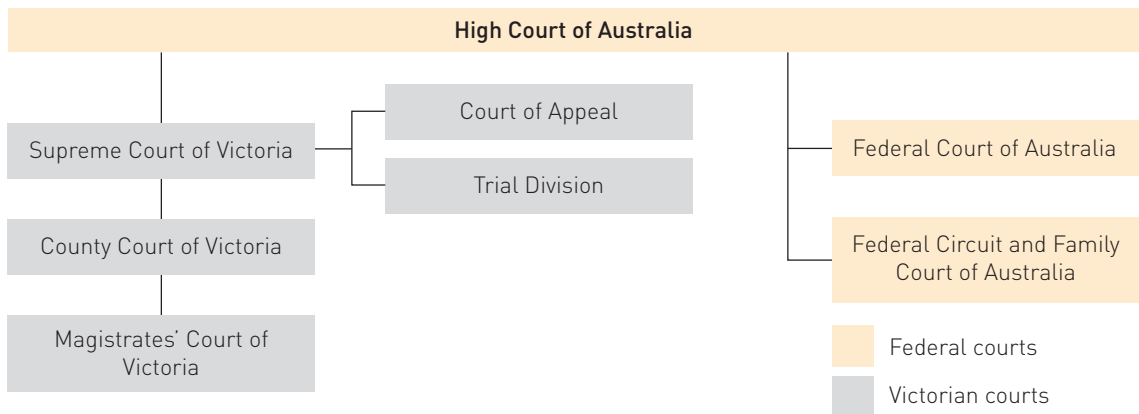 High Court of Australia
Court of Appeal
Supreme Court of Victoria
Trial Division
Federal Court of Australia
County Court of Victoria
Federal Circuit and Family
Court of Australia
Magistrates’ Court of
Victoria
Federal courts
Victorian courts